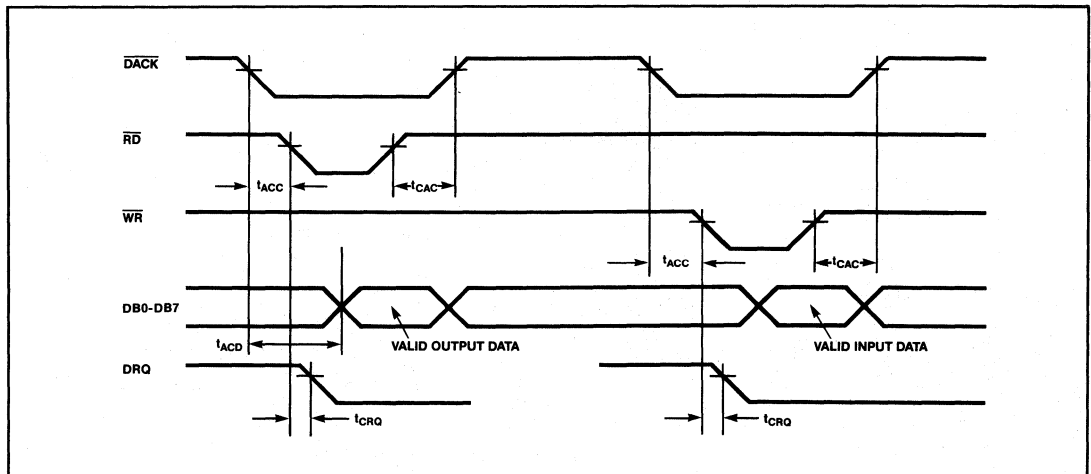 DACK
RD
tACC
tCAC
WR
tACC
tCAC
DB0-DB7
tACD
VALID OUTPUT DATA
VALID INPUT DATA
DRQ
tCRQ
tCRQ